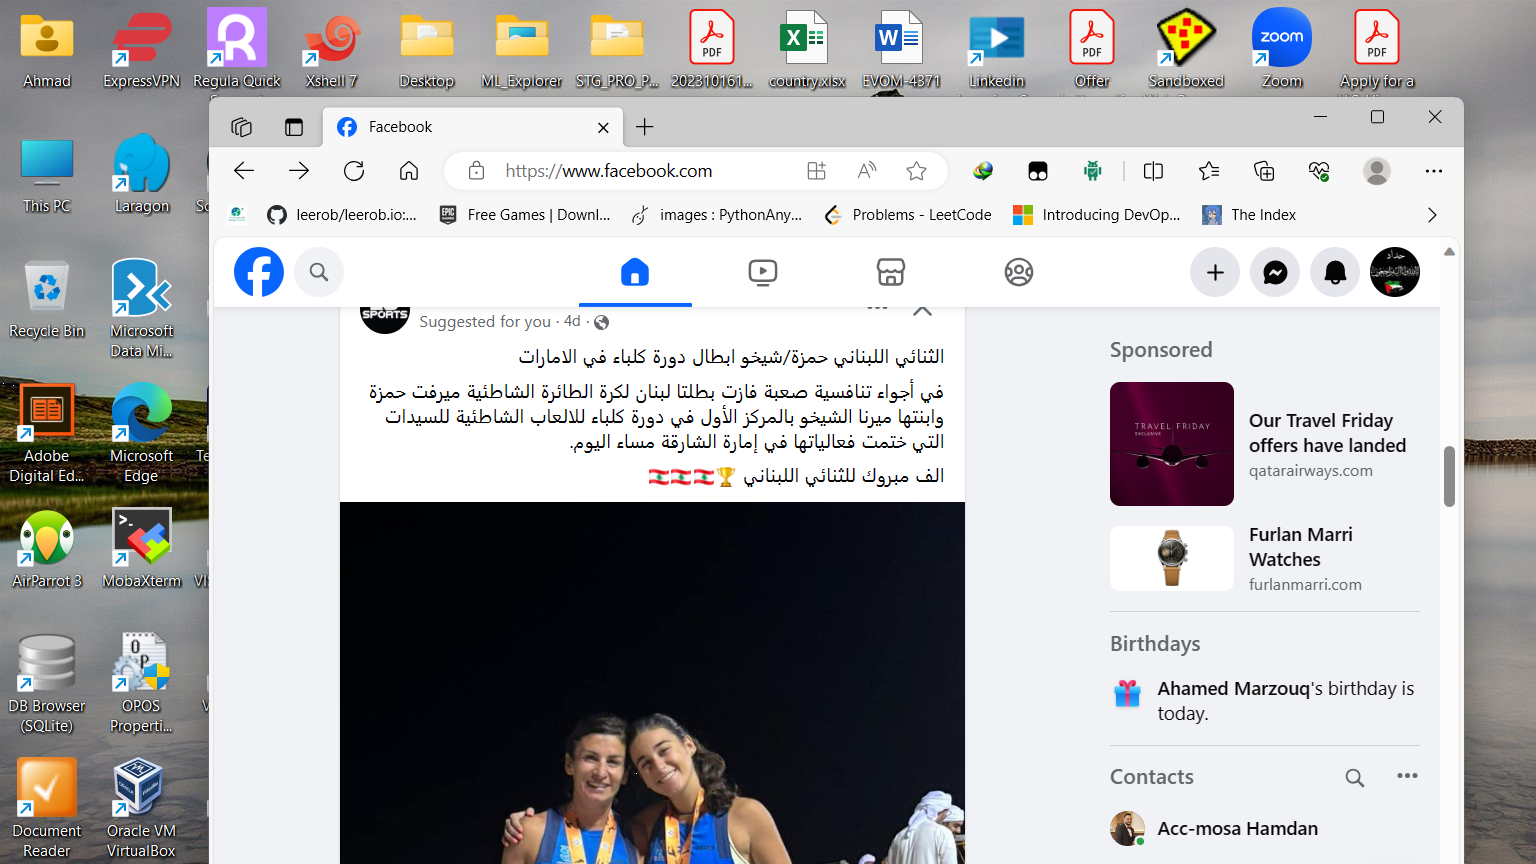 Ahmad
ExpressVPN
Regula Quick
Xshell 7
Desktop
ML_Explorer
STG_PRO_P...
202310161...
country.xlsx
EVOM-4371
Linkedin
Offer
Sandboxed
Zoom
Apply for a
PDF
PDF
PDF
zoom
Facebook
https://www.facebook.com
leerob/leerob.io:...
Free Games | Downl...
images : PythonAny...
Problems - LeetCode
Introducing DevOp...
The Index
This PC
Laragon
Recycle Bin
Microsoft
Data Mi...
Adobe
Digital Ed...
Microsoft
Edge
AirParrot 3
MobaXterm
DB Browser
(SQLite)
OPOS
Properti...
Document
Reader
Oracle VM
VirtualBox
SPORTS
Suggested for you · 4d ·
الثنائي اللبناني حمزة/شيخو ابطال دورة كلباء في الامارات
في أجواء تنافسية صعبة فازت بطلتا لبنان لكرة الطائرة الشاطئية ميرفت حمزة
وابنتها ميرنا الشيخو بالمركز الأول في دورة كلباء للالعاب الشاطئية للسيدات
التي ختمت فعالياتها في إمارة الشارقة مساء اليوم.
الف مبروك للثنائي اللبناني 🏆🇱🇧🇱🇧🇱🇧
Sponsored
TRAVEL FRIDAY
EXCLUSIVE
Our Travel Friday
offers have landed
qatarairways.com
Furlan Marri
Watches
furlanmarri.com
Birthdays
Ahamed Marzouq's birthday is
today.
Contacts
Acc-mosa Hamdan